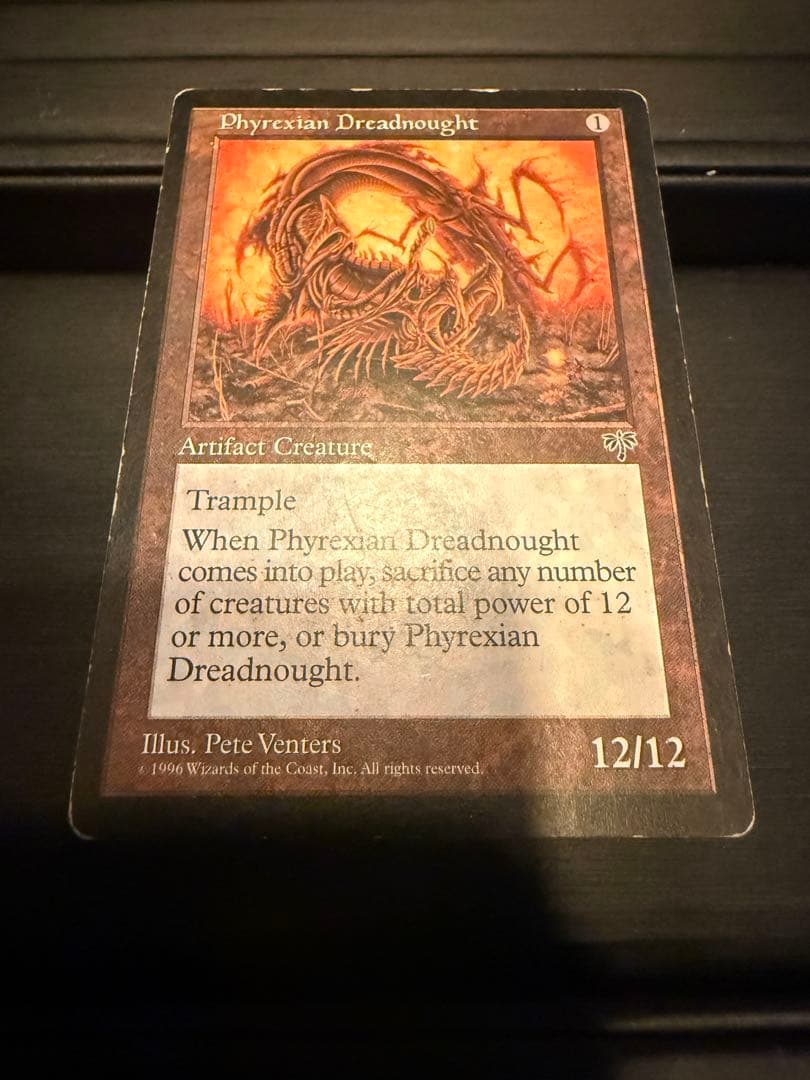 Phyrexian Dreadnought 1
Artifact Creature
Trample
When Phyrexian Dreadnought
comes into play, sacrifice any number
of creatures with total power of 12
or more, or bury Phyrexian
Dreadnought.
Illus. Pete Venters
© 1996 Wizards of the Coast, Inc. All rights reserved.
12/12